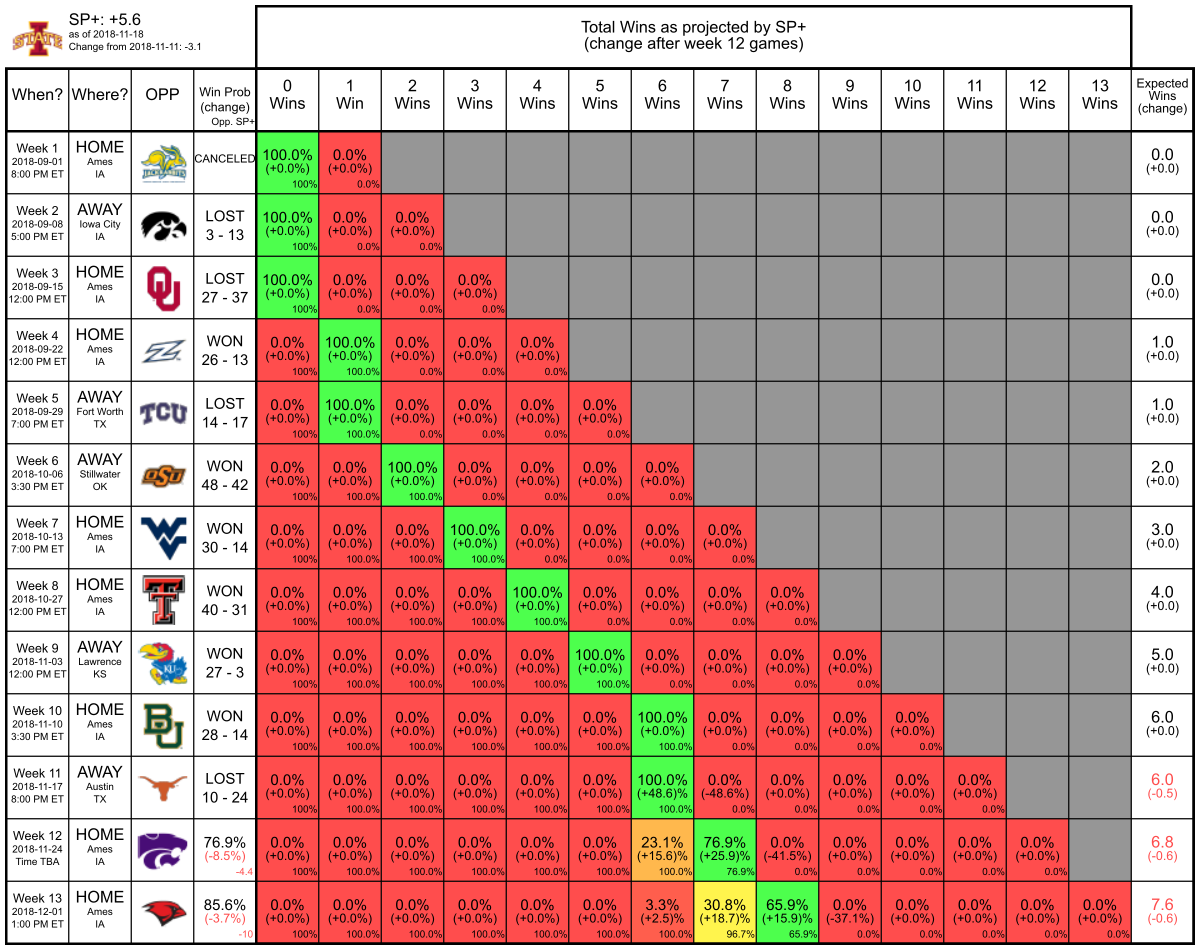 SP+: +5.6
as of 2018-11-18
Change from 2018-11-11: -3.1
Total Wins as projected by SP+
(change after week 12 games)
When? Where? OPP Win Prob (change) Opp. SP+ 0 Wins 1 Win 2 Wins 3 Wins 4 Wins 5 Wins 6 Wins 7 Wins 8 Wins 9 Wins 10 Wins 11 Wins 12 Wins 13 Wins Expected Wins (change)
Week 1 HOME 100.0% 0.0% 0.0
2018-09-01 Ames JACKRABBITS CANCELED (+0.0%) (+0.0%) (+0.0)
8:00 PM ET IA 100% 0.0%
Week 2 AWAY LOST 100.0% 0.0% 0.0% 0.0
2018-09-08 Iowa City 3 - 13 (+0.0%) (+0.0%) (+0.0%) (+0.0)
5:00 PM ET IA 100% 0.0% 0.0%
Week 3 HOME OU LOST 100.0% 0.0% 0.0% 0.0% 0.0
2018-09-15 Ames 27 - 37 (+0.0%) (+0.0%) (+0.0%) (+0.0%) (+0.0)
12:00 PM ET IA 100% 0.0% 0.0% 0.0%
Week 4 HOME Z WON 0.0% 100.0% 0.0% 0.0% 0.0% 1.0
2018-09-22 Ames 26 - 13 (+0.0%) (+0.0%) (+0.0%) (+0.0%) (+0.0%) (+0.0)
12:00 PM ET IA 100% 100.0% 0.0% 0.0% 0.0%
Week 5 AWAY TCU LOST 0.0% 100.0% 0.0% 0.0% 0.0% 0.0% 1.0
2018-09-29 Fort Worth 14 - 17 (+0.0%) (+0.0%) (+0.0%) (+0.0%) (+0.0%) (+0.0%) (+0.0)
7:00 PM ET TX 100% 100.0% 0.0% 0.0% 0.0% 0.0%
Week 6 AWAY OSU WON 0.0% 0.0% 100.0% 0.0% 0.0% 0.0% 0.0% 2.0
2018-10-06 Stillwater 48 - 42 (+0.0%) (+0.0%) (+0.0%) (+0.0%) (+0.0%) (+0.0%) (+0.0%) (+0.0)
3:30 PM ET OK 100% 100.0% 100.0% 0.0% 0.0% 0.0% 0.0%
Week 7 HOME WV WON 0.0% 0.0% 0.0% 100.0% 0.0% 0.0% 0.0% 0.0% 3.0
2018-10-13 Ames 30 - 14 (+0.0%) (+0.0%) (+0.0%) (+0.0%) (+0.0%) (+0.0%) (+0.0%) (+0.0%) (+0.0)
7:00 PM ET IA 100% 100.0% 100.0% 100.0% 0.0% 0.0% 0.0% 0.0%
Week 8 HOME TT WON 0.0% 0.0% 0.0% 0.0% 100.0% 0.0% 0.0% 0.0% 0.0% 4.0
2018-10-27 Ames 40 - 31 (+0.0%) (+0.0%) (+0.0%) (+0.0%) (+0.0%) (+0.0%) (+0.0%) (+0.0%) (+0.0%) (+0.0)
12:00 PM ET IA 100% 100.0% 100.0% 100.0% 100.0% 0.0% 0.0% 0.0% 0.0%
Week 9 AWAY KU WON 0.0% 0.0% 0.0% 0.0% 0.0% 100.0% 0.0% 0.0% 0.0% 0.0% 5.0
2018-11-03 Lawrence 27 - 3 (+0.0%) (+0.0%) (+0.0%) (+0.0%) (+0.0%) (+0.0%) (+0.0%) (+0.0%) (+0.0%) (+0.0%) (+0.0)
12:00 PM ET KS 100% 100.0% 100.0% 100.0% 100.0% 100.0% 0.0% 0.0% 0.0% 0.0%
Week 10 HOME BU WON 0.0% 0.0% 0.0% 0.0% 0.0% 0.0% 100.0% 0.0% 0.0% 0.0% 0.0% 6.0
2018-11-10 Ames 28 - 14 (+0.0%) (+0.0%) (+0.0%) (+0.0%) (+0.0%) (+0.0%) (+0.0%) (+0.0%) (+0.0%) (+0.0%) (+0.0%) (+0.0)
3:30 PM ET IA 100% 100.0% 100.0% 100.0% 100.0% 100.0% 100.0% 0.0% 0.0% 0.0% 0.0%
Week 11 AWAY LOST 0.0% 0.0% 0.0% 0.0% 0.0% 0.0% 100.0% 0.0% 0.0% 0.0% 0.0% 0.0% 6.0
2018-11-17 Austin 10 - 24 (+0.0%) (+0.0%) (+0.0%) (+0.0%) (+0.0%) (+0.0%) (+48.6)% (-48.6%) (+0.0%) (+0.0%) (+0.0%) (+0.0%) (-0.5)
8:00 PM ET TX 100% 100.0% 100.0% 100.0% 100.0% 100.0% 100.0% 0.0% 0.0% 0.0% 0.0% 0.0%
Week 12 HOME 76.9% 0.0% 0.0% 0.0% 0.0% 0.0% 0.0% 23.1% 76.9% 0.0% 0.0% 0.0% 0.0% 0.0% 6.8
2018-11-24 Ames (-8.5%) (+0.0%) (+0.0%) (+0.0%) (+0.0%) (+0.0%) (+0.0%) (+15.6)% (+25.9)% (-41.5%) (+0.0%) (+0.0%) (+0.0%) (+0.0%) (-0.6)
Time TBA IA -4.4 100% 100.0% 100.0% 100.0% 100.0% 100.0% 100.0% 76.9% 0.0% 0.0% 0.0% 0.0% 0.0%
Week 13 HOME 85.6% 0.0% 0.0% 0.0% 0.0% 0.0% 0.0% 3.3% 30.8% 65.9% 0.0% 0.0% 0.0% 0.0% 0.0% 7.6
2018-12-01 Ames (-3.7%) (+0.0%) (+0.0%) (+0.0%) (+0.0%) (+0.0%) (+0.0%) (+2.5)% (+18.7)% (+15.9)% (-37.1%) (+0.0%) (+0.0%) (+0.0%) (+0.0%) (-0.6)
1:00 PM ET IA -10 100% 100.0% 100.0% 100.0% 100.0% 100.0% 100.0% 96.7% 65.9% 0.0% 0.0% 0.0% 0.0% 0.0%